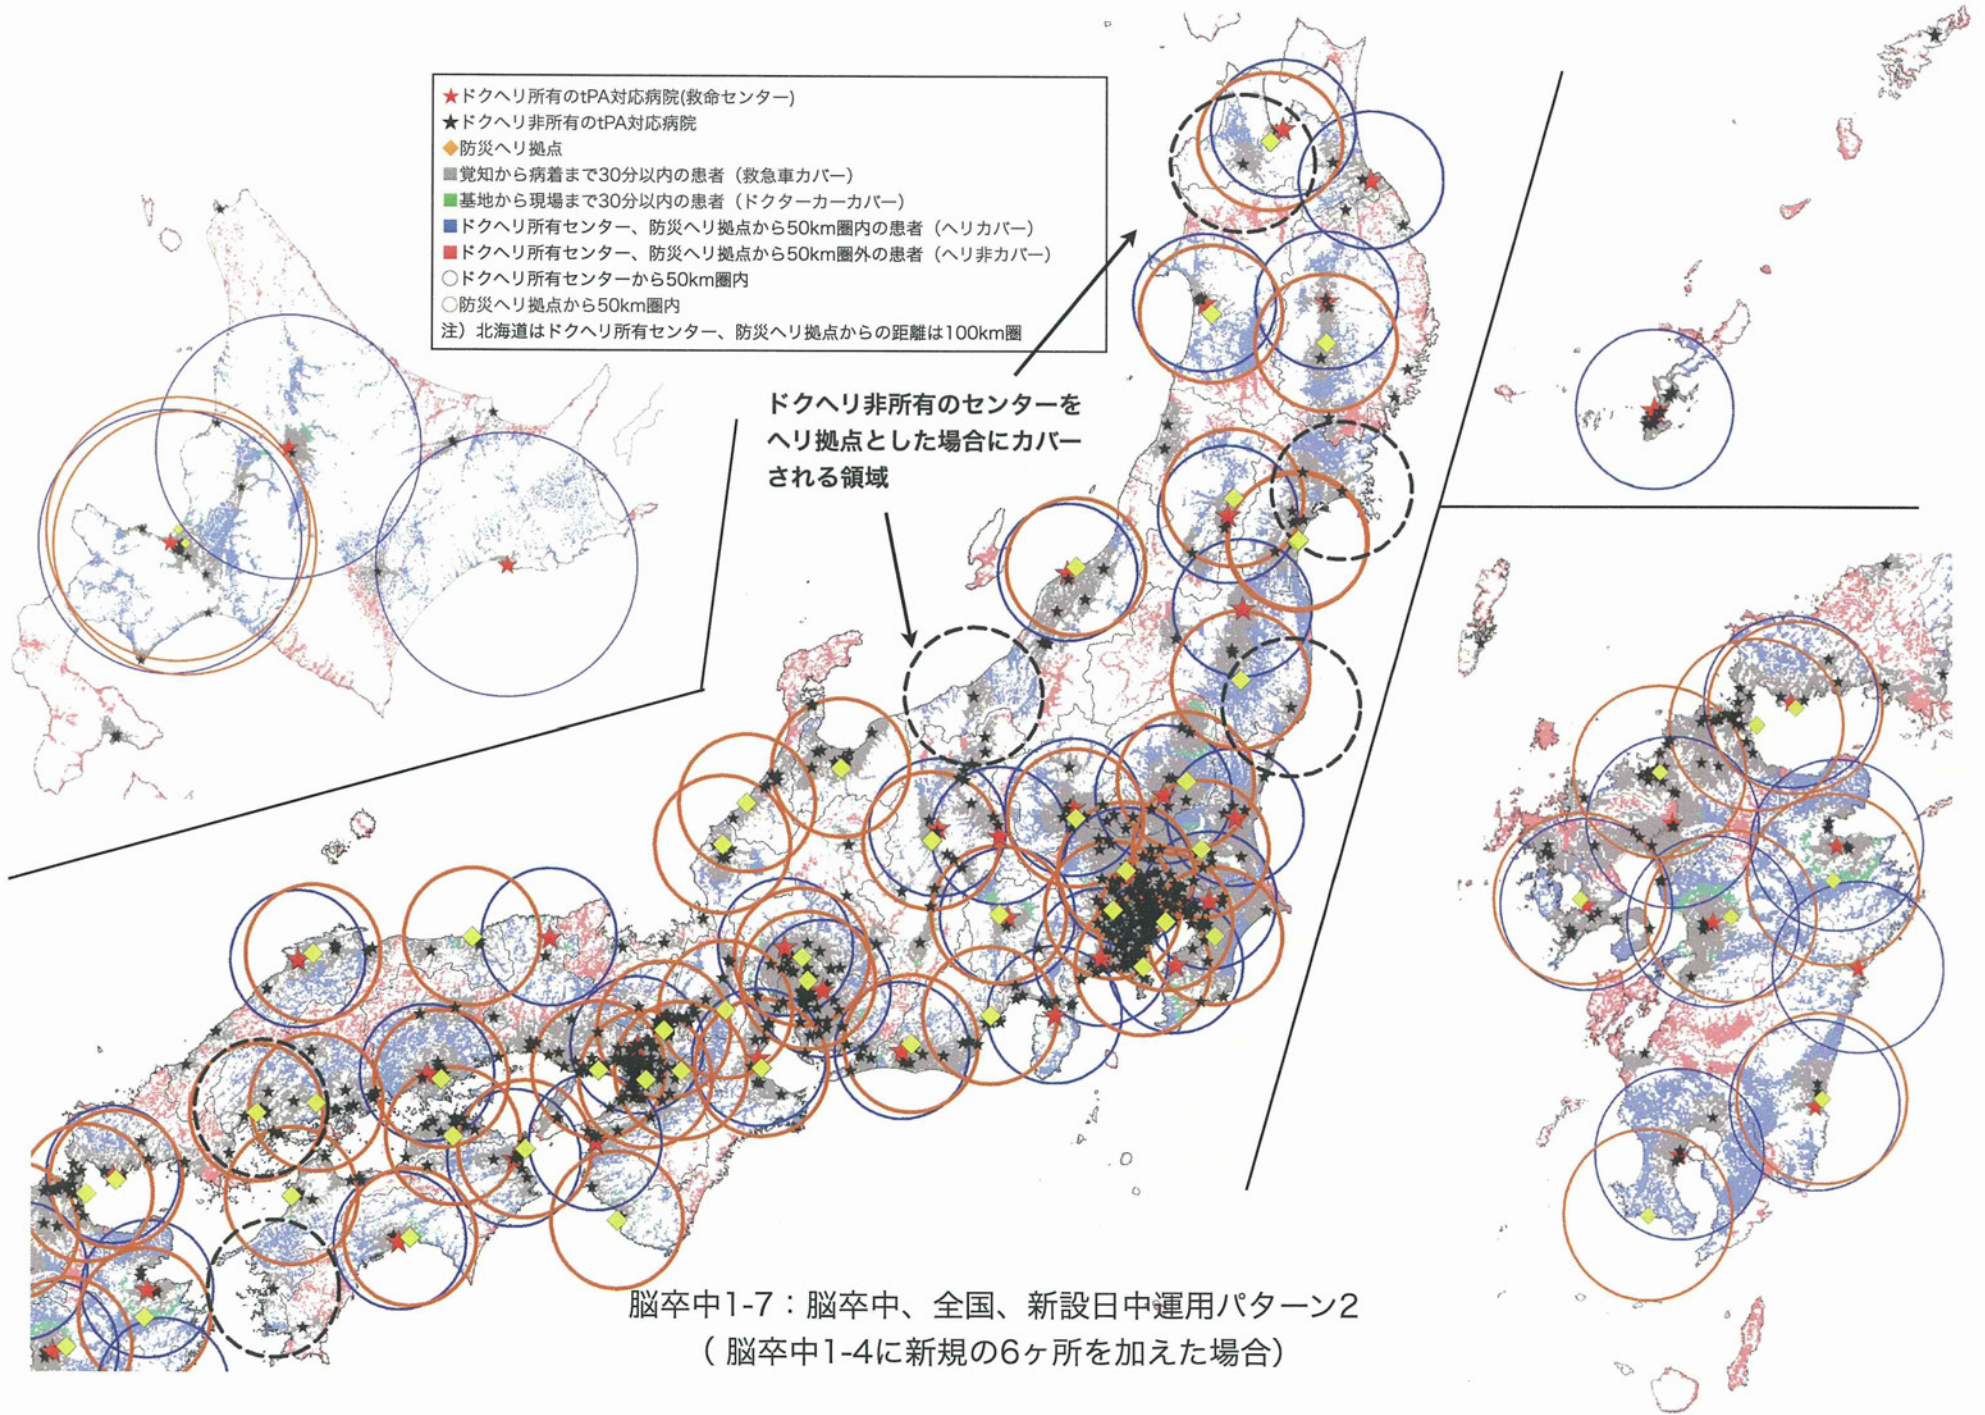 ★ドクヘリ所有のtPA対応病院(救命センター)
★ドクヘリ非所有のtPA対応病院
◆防災ヘリ拠点
■覚知から病着まで30分以内の患者（救急車カバー）
■基地から現場まで30分以内の患者（ドクターカーカバー）
■ドクヘリ所有センター、防災ヘリ拠点から50km圏内の患者（ヘリカバー）
■ドクヘリ所有センター、防災ヘリ拠点から50km圏外の患者（ヘリ非カバー）
○ドクヘリ所有センターから50km圏内
○防災ヘリ拠点から50km圏内
注）北海道はドクヘリ所有センター、防災ヘリ拠点からの距離は100km圏
ドクヘリ非所有のセンターを
ヘリ拠点とした場合にカバー
される領域
脳卒中1-7：脳卒中、全国、新設日中運用パターン2
（ 脳卒中1-4に新規の6ヶ所を加えた場合）